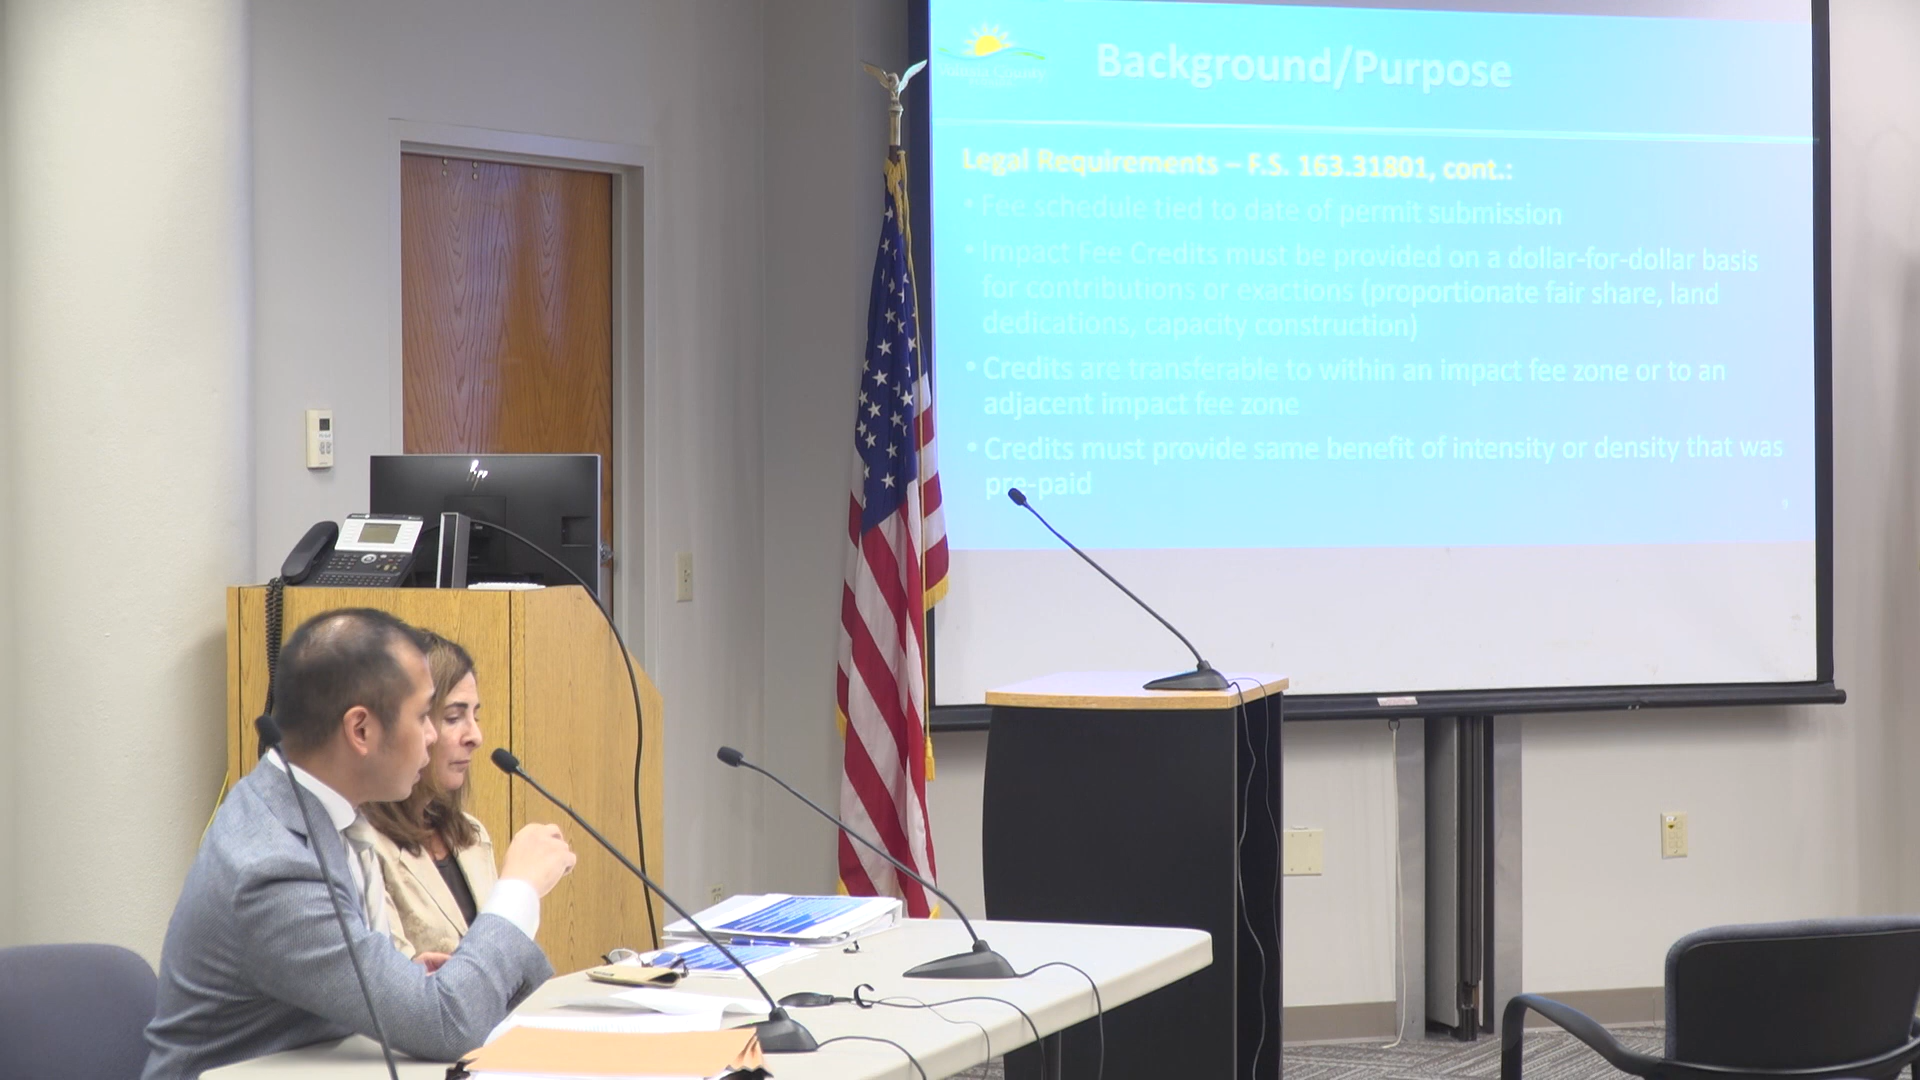 Volusia County
Background/Purpose
Legal Requirements – F.S. 163.31801, cont.:
• Fee schedule tied to date of permit submission
• Impact Fee Credits must be provided on a dollar-for-dollar basis
for contributions or exactions (proportionate fair share, land
dedications, capacity construction)
• Credits are transferable to within an impact fee zone or to an
adjacent impact fee zone
• Credits must provide same benefit of intensity or density that was
pre-paid
hp